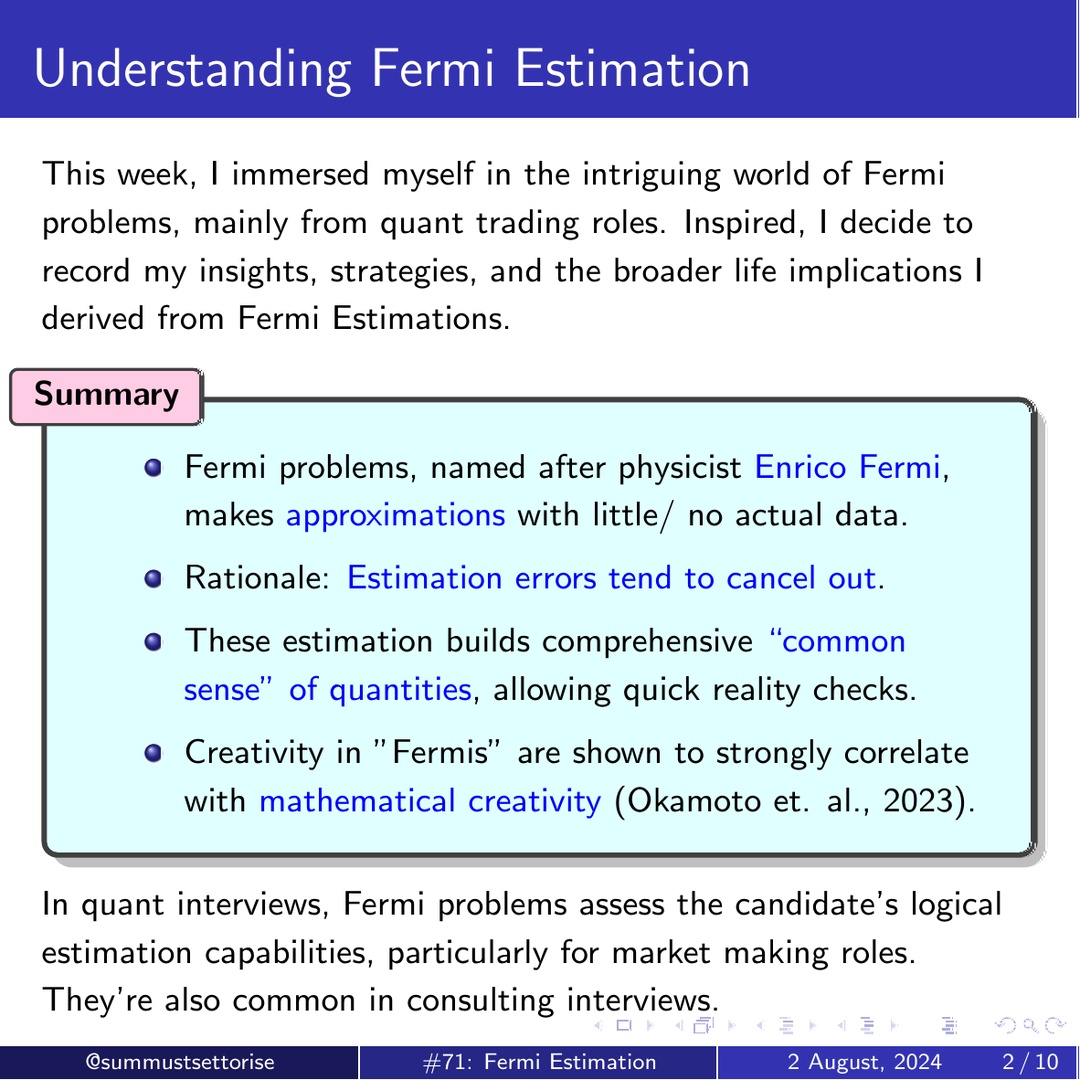 Understanding Fermi Estimation
This week, I immersed myself in the intriguing world of Fermi
problems, mainly from quant trading roles. Inspired, I decide to
record my insights, strategies, and the broader life implications I
derived from Fermi Estimations.
Summary
Fermi problems, named after physicist Enrico Fermi,
makes approximations with little/ no actual data.
Rationale: Estimation errors tend to cancel out.
These estimation builds comprehensive “common
sense” of quantities, allowing quick reality checks.
Creativity in ”Fermis” are shown to strongly correlate
with mathematical creativity (Okamoto et. al., 2023).
In quant interviews, Fermi problems assess the candidate’s logical
estimation capabilities, particularly for market making roles.
They’re also common in consulting interviews.
@summustsettorise #71: Fermi Estimation 2 August, 2024 2 / 10